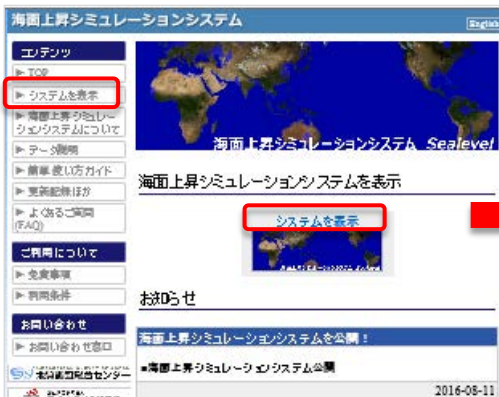 海面上昇シミュレーションシステム
English
コンテンツ
TOP
システムを表示
海面上昇シミュレー
ションシステムについて
データ説明
簡単使い方ガイド
更新記録ほか
よくあるご質問
(FAQ)
ご利用について
免責事項
利用条件
お問い合わせ
お問い合わせ窓口
海面上昇シミュレーションシステム Sealevel
海面上昇シミュレーションシステムを表示
システムを表示
お知らせ
海面上昇シミュレーションシステムを公開！
■海面上昇シミュレーションシステム公開
2016-08-11